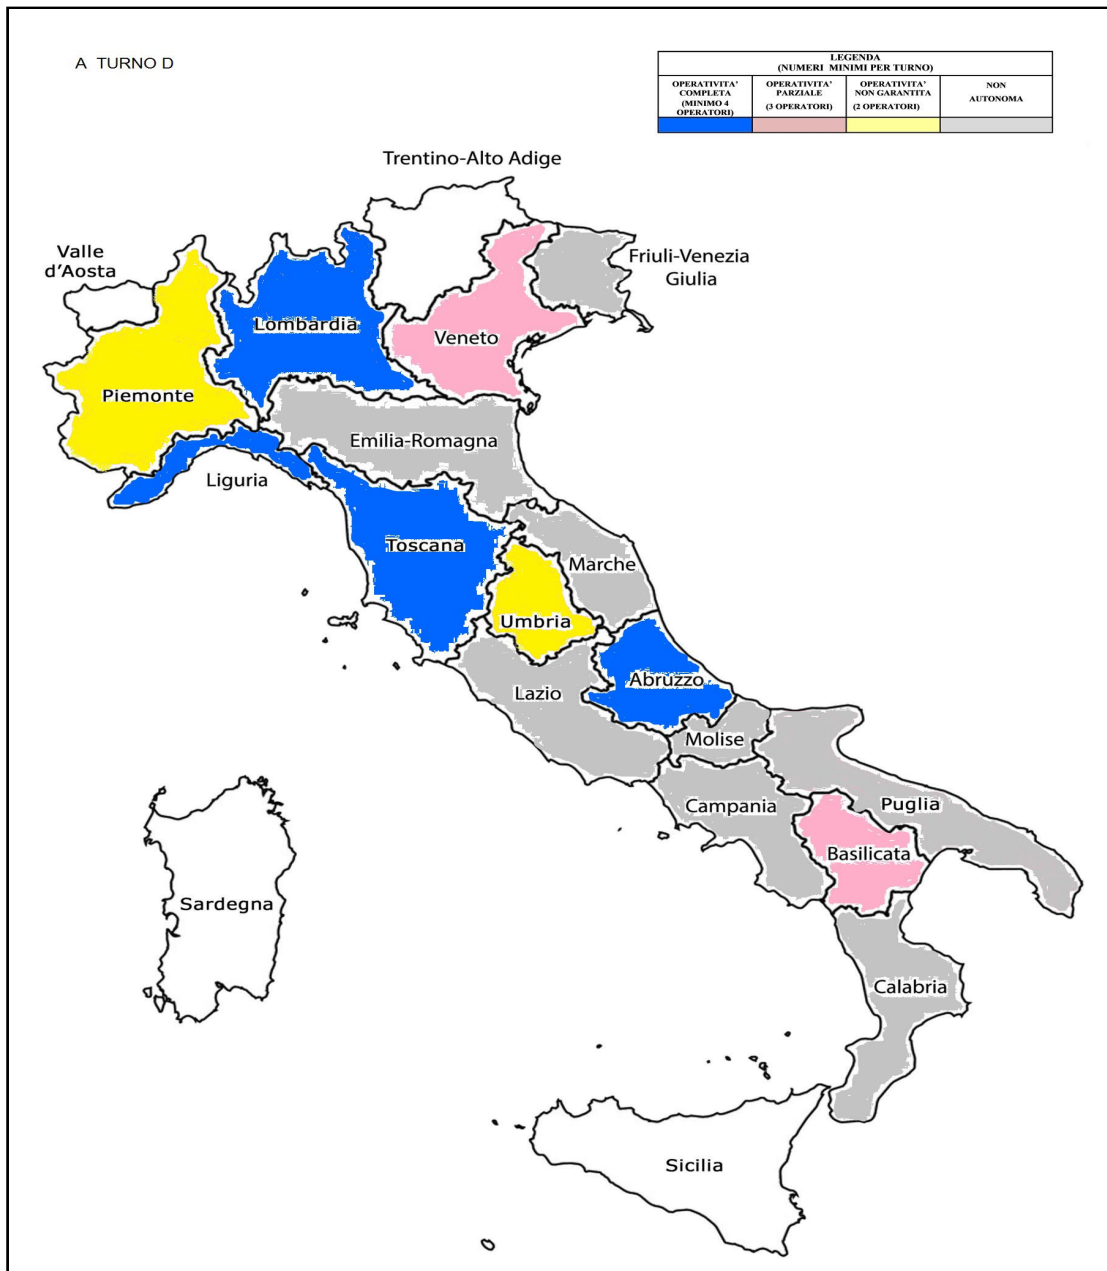 A TURNO D
LEGENDA
(NUMERI MINIMI PER TURNO)
OPERATIVITA'
COMPLETA
(MINIMO 4
OPERATORI)
OPERATIVITA'
PARZIALE
(3 OPERATORI)
OPERATIVITA'
NON GARANTITA
(2 OPERATORI)
NON
AUTONOMA
Trentino-Alto Adige
Valle
d'Aosta
Friuli-Venezia
Giulia
Lombardia
Veneto
Piemonte
Emilia-Romagna
Liguria
Toscana
Marche
Umbria
Abruzzo
Lazio
Molise
Campania
Puglia
Basilicata
Sardegna
Calabria
Sicilia